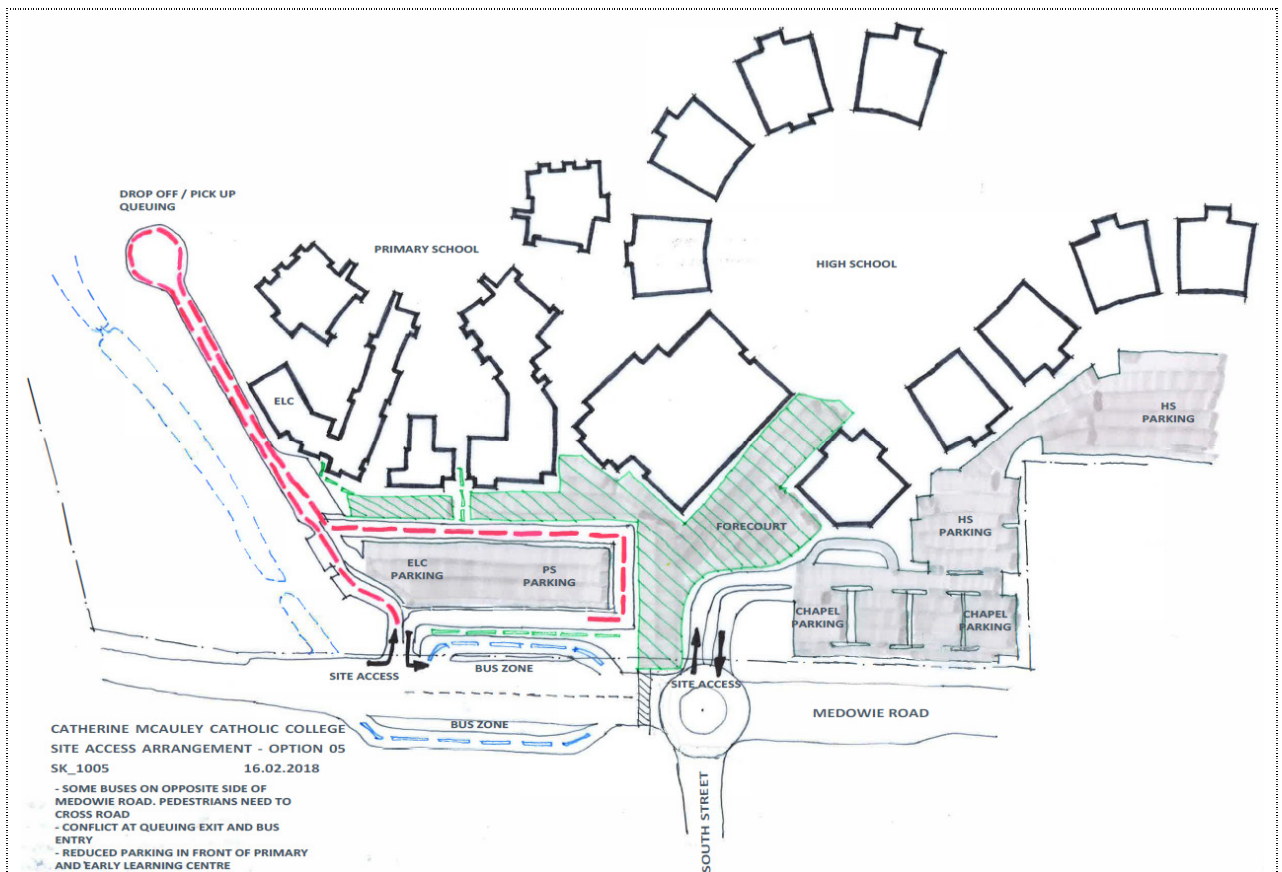 DROP OFF / PICK UP
QUEUING
PRIMARY SCHOOL
HIGH SCHOOL
ELC
HS
PARKING
FORECOURT
HS
PARKING
ELC
PARKING
PS
PARKING
CHAPEL
PARKING
CHAPEL
PARKING
SITE ACCESS
BUS ZONE
SITE ACCESS
BUS ZONE
MEDOWIE ROAD
SOUTH STREET
CATHERINE MCAULEY CATHOLIC COLLEGE
SITE ACCESS ARRANGEMENT - OPTION 05
SK_1005 16.02.2018
- SOME BUSES ON OPPOSITE SIDE OF
MEDOWIE ROAD. PEDESTRIANS NEED TO
CROSS ROAD
- CONFLICT AT QUEUING EXIT AND BUS
ENTRY
- REDUCED PARKING IN FRONT OF PRIMARY
AND EARLY LEARNING CENTRE